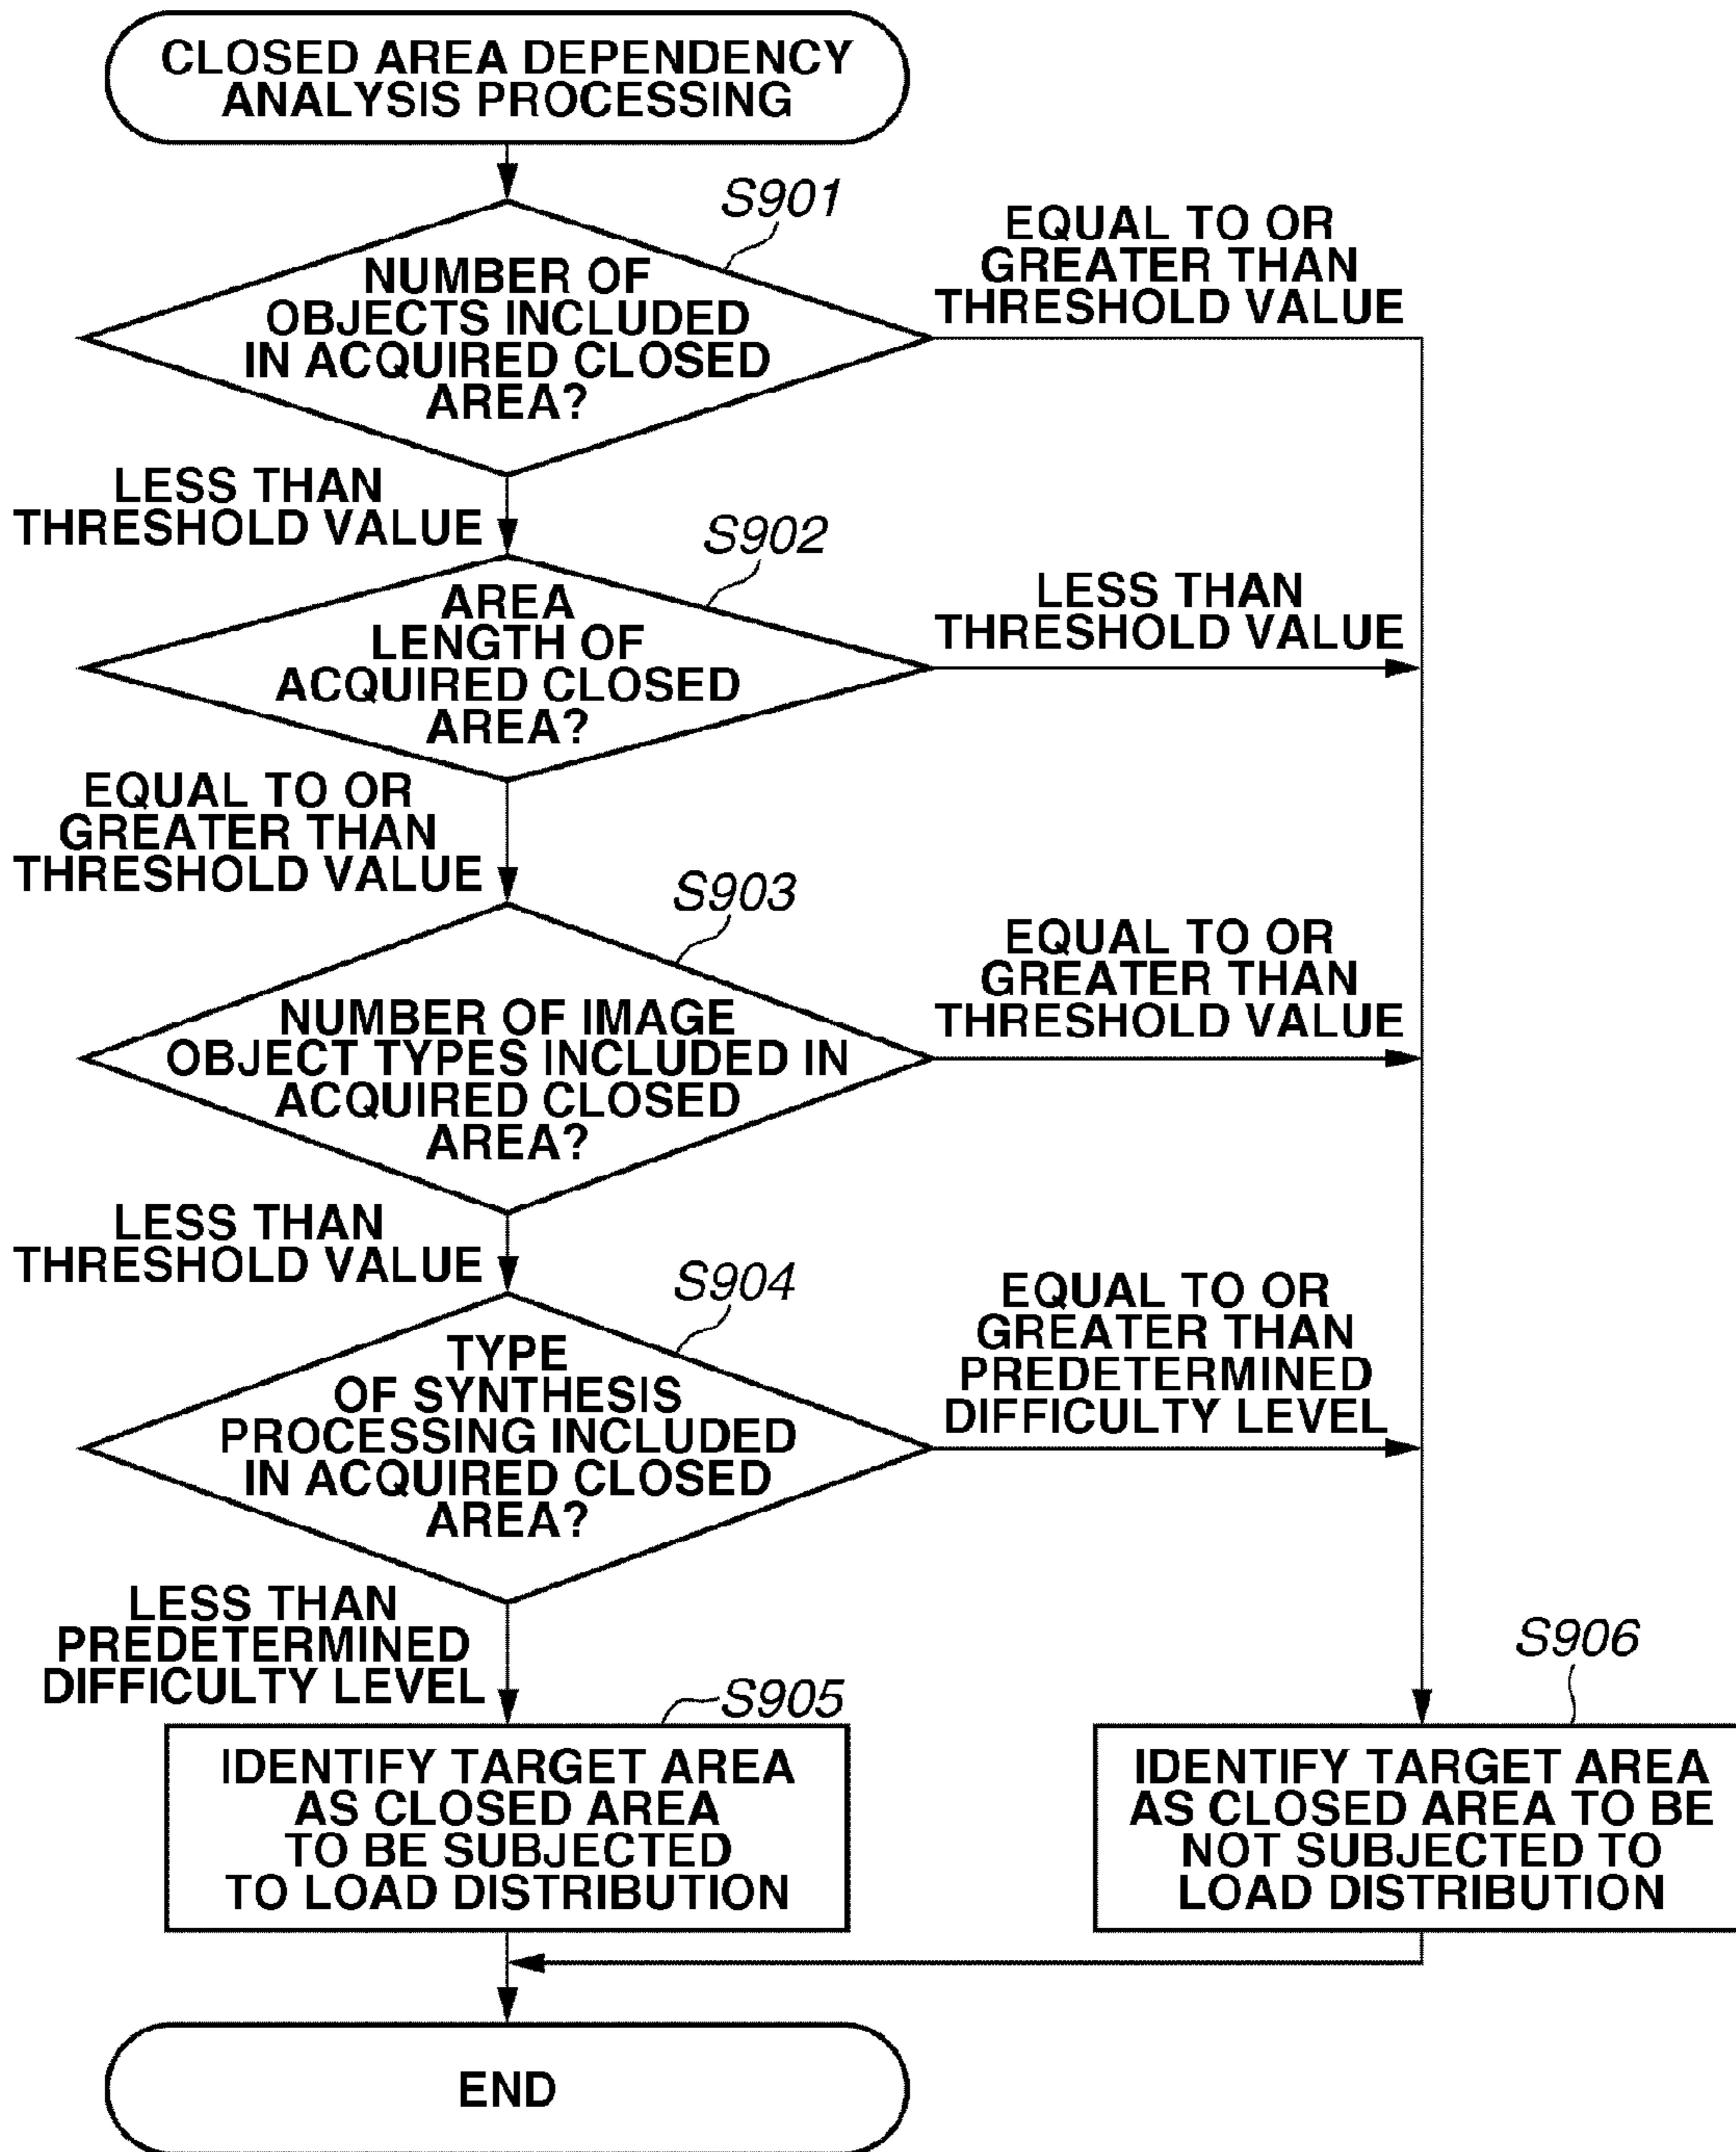 CLOSED AREA DEPENDENCY
ANALYSIS PROCESSING
S901
NUMBER OF
OBJECTS INCLUDED
IN ACQUIRED CLOSED
AREA?
EQUAL TO OR
GREATER THAN
THRESHOLD VALUE
LESS THAN
THRESHOLD VALUE
S902
AREA
LENGTH OF
ACQUIRED CLOSED
AREA?
LESS THAN
THRESHOLD VALUE
EQUAL TO OR
GREATER THAN
THRESHOLD VALUE
S903
NUMBER OF IMAGE
OBJECT TYPES INCLUDED IN
ACQUIRED CLOSED
AREA?
EQUAL TO OR
GREATER THAN
THRESHOLD VALUE
LESS THAN
THRESHOLD VALUE
S904
TYPE
OF SYNTHESIS
PROCESSING INCLUDED
IN ACQUIRED CLOSED
AREA?
EQUAL TO OR
GREATER THAN
PREDETERMINED
DIFFICULTY LEVEL
LESS THAN
PREDETERMINED
DIFFICULTY LEVEL
S905
IDENTIFY TARGET AREA
AS CLOSED AREA
TO BE SUBJECTED
TO LOAD DISTRIBUTION
S906
IDENTIFY TARGET AREA
AS CLOSED AREA TO BE
NOT SUBJECTED TO
LOAD DISTRIBUTION
END